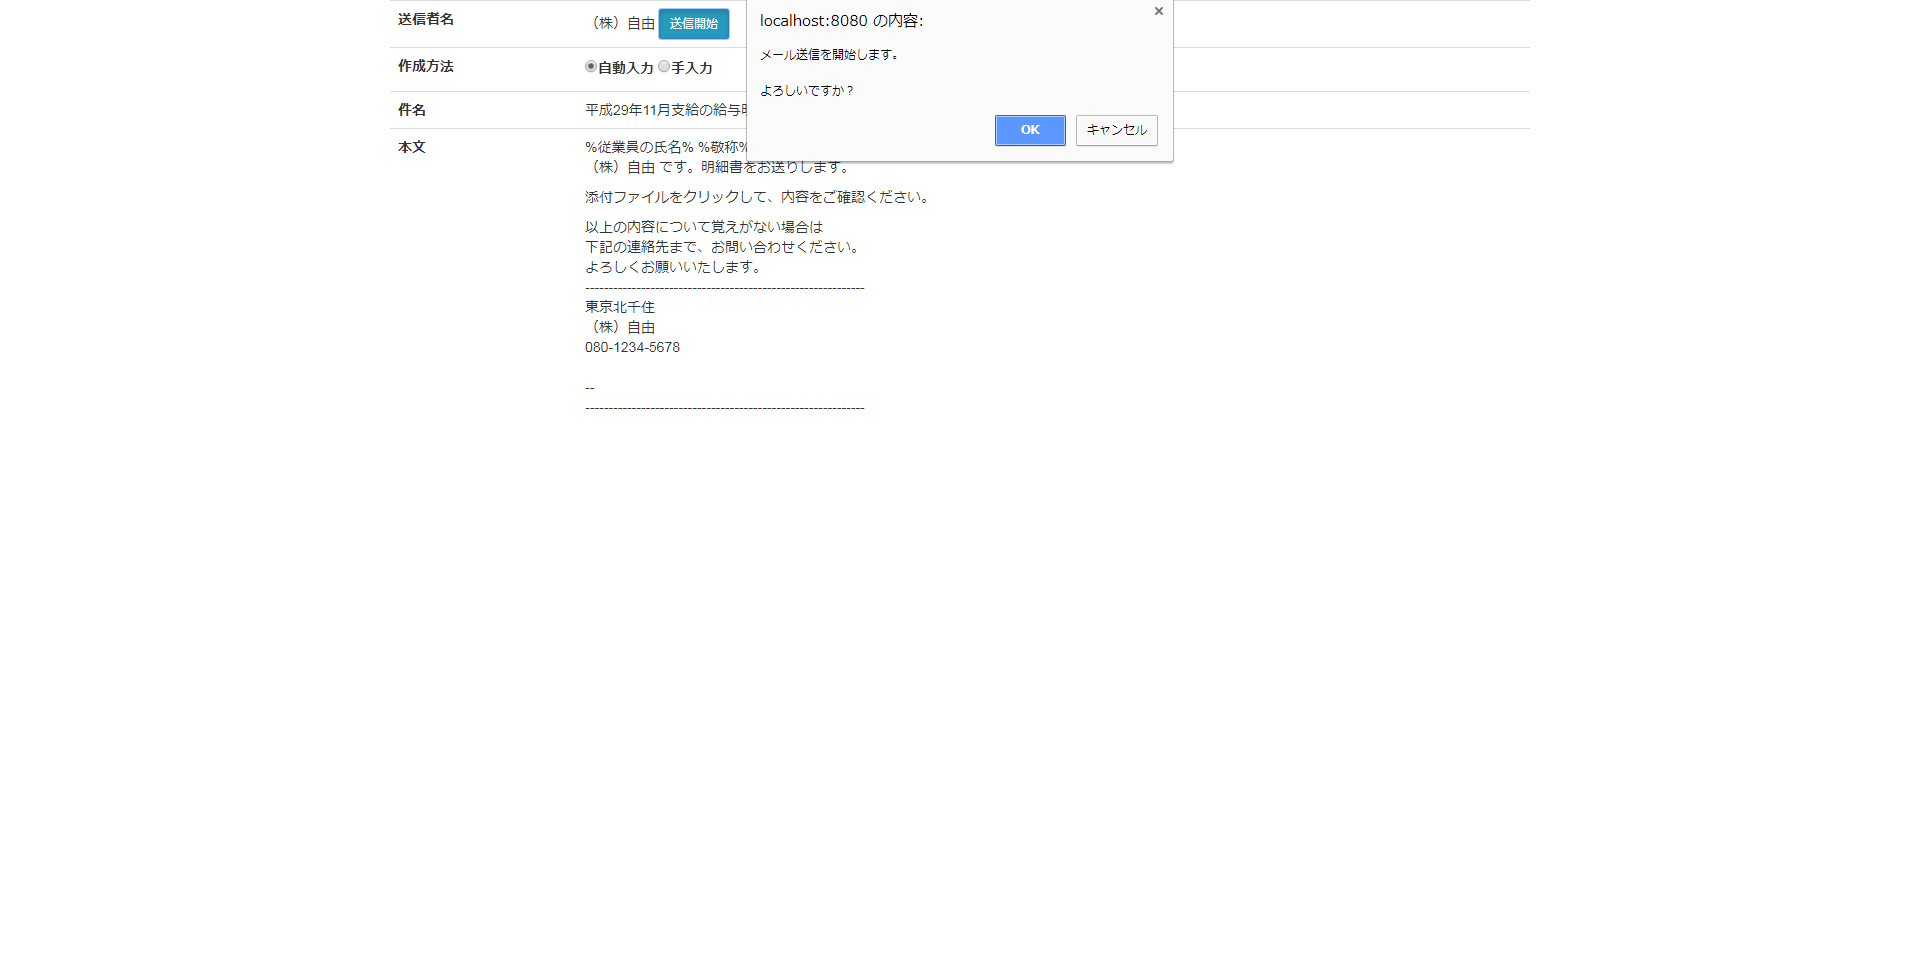 送信者名
（株）自由 送信開始
作成方法
自動入力 手入力
件名
平成29年11月支給の給与
本文
%従業員の氏名% %敬称%
（株）自由 です。明細書をお送りします。
添付ファイルをクリックして、内容をご確認ください。
以上の内容について覚えがない場合は
下記の連絡先まで、お問い合わせください。
よろしくお願いいたします。
------------------------------------------------------------
東京北千住
（株）自由
080-1234-5678
--
------------------------------------------------------------
localhost:8080 の内容:
メール送信を開始します。
よろしいですか？
OK
キャンセル